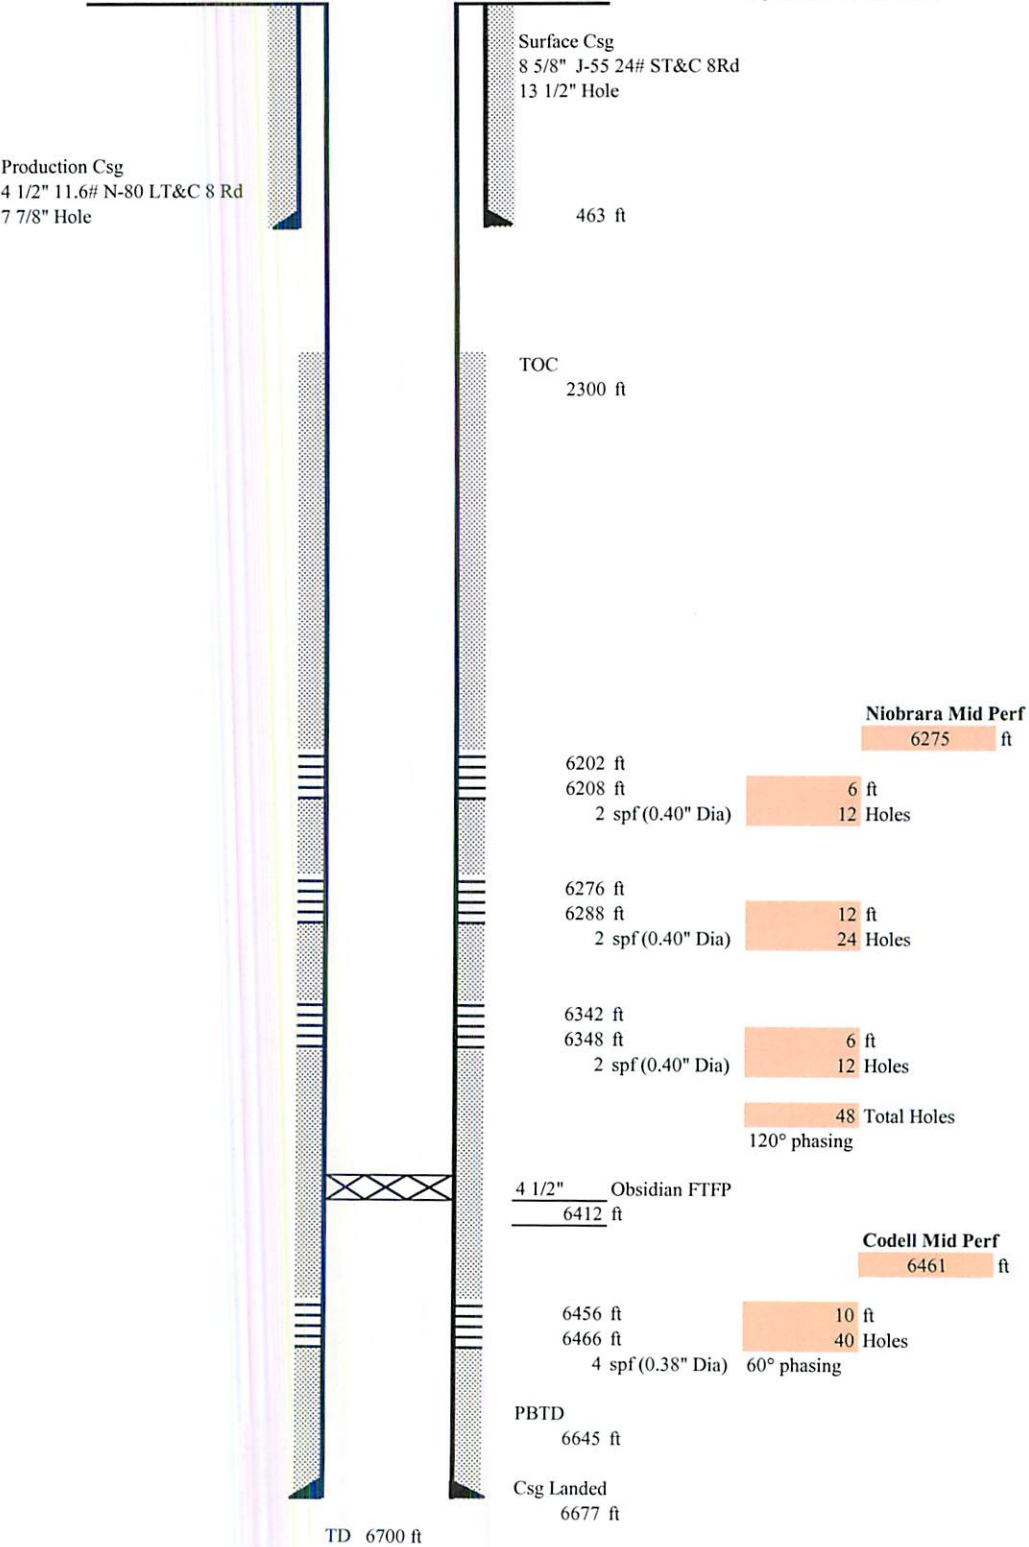 Surface Csg
8 5/8" J-55 24# ST&C 8Rd
13 1/2" Hole
Production Csg
4 1/2" 11.6# N-80 LT&C 8 Rd
7 7/8" Hole
463 ft
TOC
2300 ft
Niobrara Mid Perf
6275 ft
6202 ft
6208 ft 6 ft
2 spf (0.40" Dia) 12 Holes
6276 ft
6288 ft 12 ft
2 spf (0.40" Dia) 24 Holes
6342 ft
6348 ft 6 ft
2 spf (0.40" Dia) 12 Holes
48 Total Holes
120° phasing
4 1/2" Obsidian FTFP
6412 ft
Codell Mid Perf
6461 ft
6456 ft 10 ft
6466 ft 40 Holes
4 spf (0.38" Dia) 60° phasing
PBTD
6645 ft
Csg Landed
6677 ft
TD 6700 ft